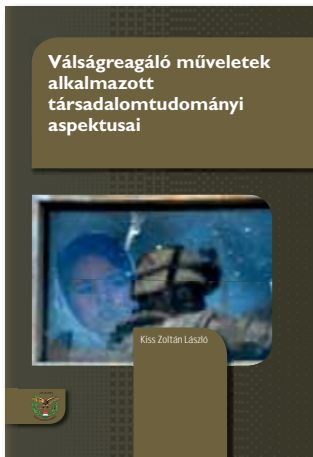 Válságreagáló műveletek
alkalmazott
társadalomtudományi
aspektusai
Kiss Zoltán László